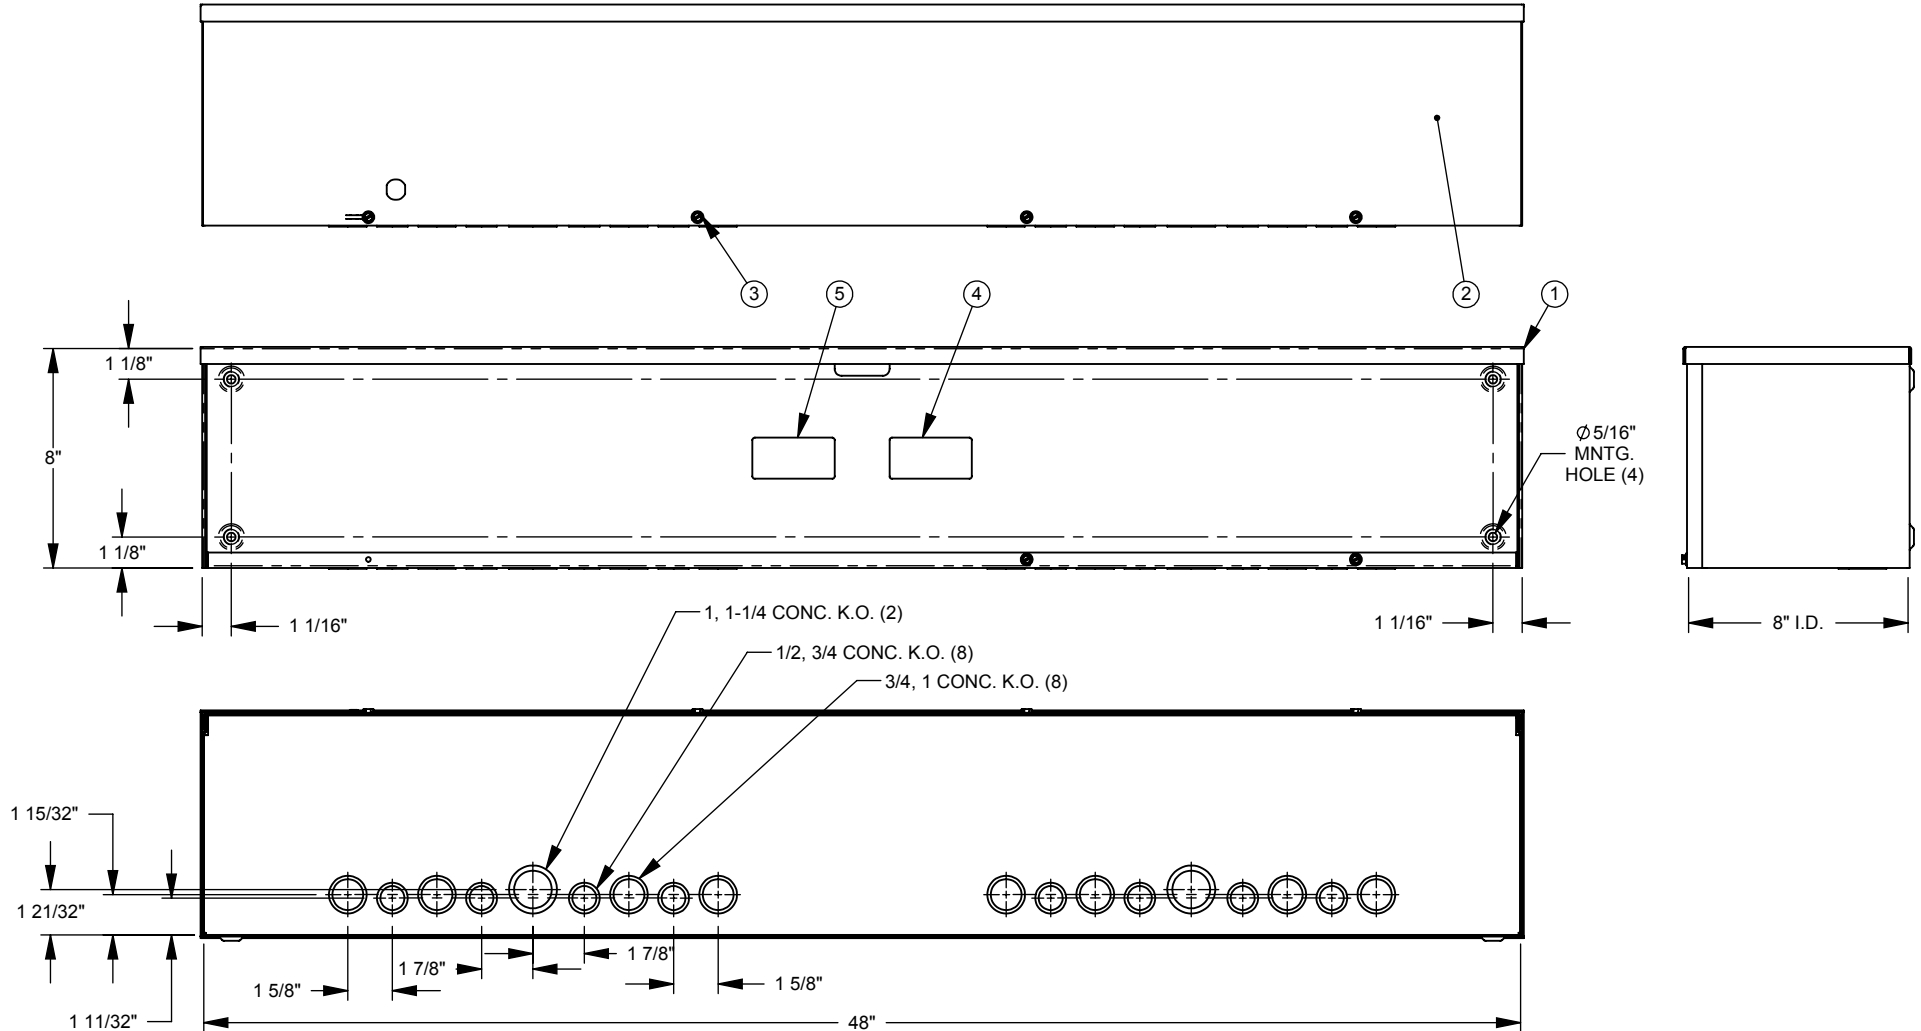 3
5
4
2
1
1 1/8"
8"
1 1/8"
Ø5/16"
MNTG.
HOLE (4)
1 1/16"
1 1/16"
8" I.D.
1, 1-1/4 CONC. K.O. (2)
1/2, 3/4 CONC. K.O. (8)
3/4, 1 CONC. K.O. (8)
1 15/32"
1 21/32"
1 7/8"
1 7/8"
1 5/8"
1 5/8"
1 11/32"
48"